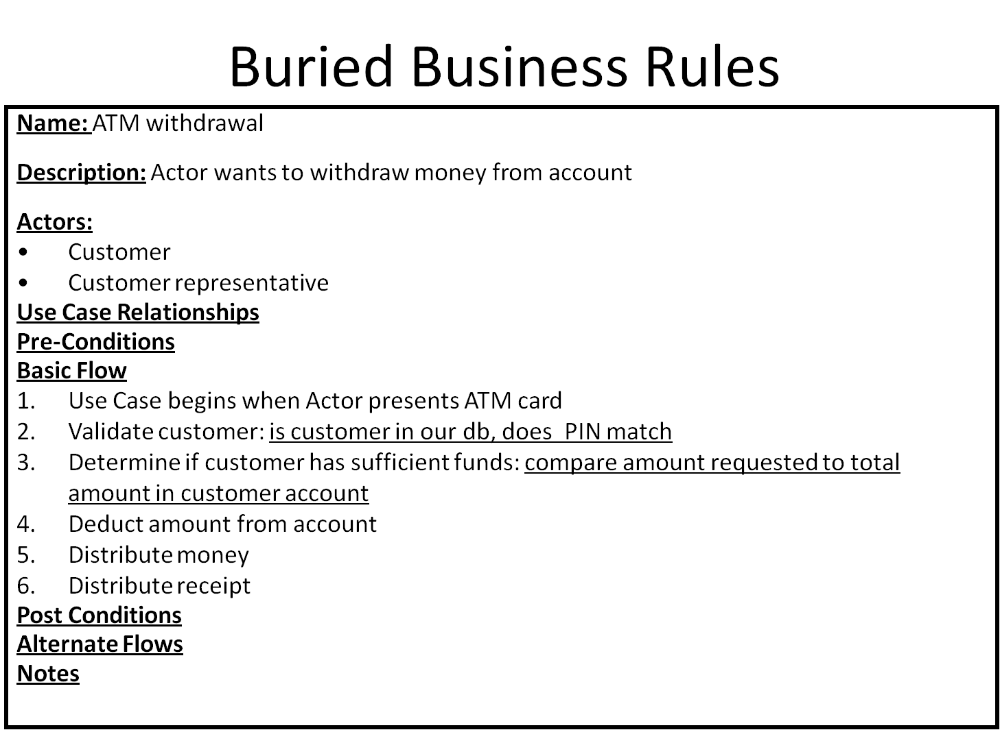 Buried Business Rules
Name: ATM withdrawal
Description: Actor wants to withdraw money from account
Actors:
• Customer
• Customer representative
Use Case Relationships
Pre-Conditions
Basic Flow
1. Use Case begins when Actor presents ATM card
2. Validate customer: is customer in our db, does  PIN match
3. Determine if customer has sufficient funds: compare amount requested to total
amount in customer account
4. Deduct amount from account
5. Distribute money
6. Distribute receipt
Post Conditions
Alternate Flows
Notes